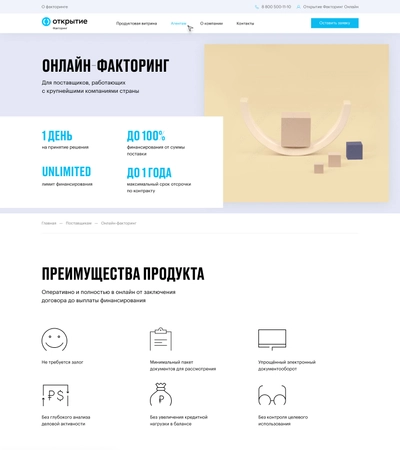 О факторинге
8 800 500-11-10
Открытие Факторинг Онлайн
открытие
Факторинг
Продуктовая витрина
Клиентам
О компании
Контакты
Оставить заявку
ОНЛАЙН-ФАКТОРИНГ
Для поставщиков, работающих
с крупнейшими компаниями страны
1 ДЕНЬ
на принятие решения
ДО 100%
финансирования от суммы
поставки
UNLIMITED
лимит финансирования
ДО 1 ГОДА
максимальный срок отсрочки
по контракту
Главная — Поставщикам — Онлайн-факторинг
ПРЕИМУЩЕСТВА ПРОДУКТА
Оперативно и полностью в онлайн от заключения
договора до выплаты финансирования
Не требуется залог
Минимальный пакет
документов для рассмотрения
Упрощённый электронный
документооборот
₽$
₽
Без глубокого анализа
деловой активности
Без увеличения кредитной
нагрузки в балансе
Без контроля целевого
использования